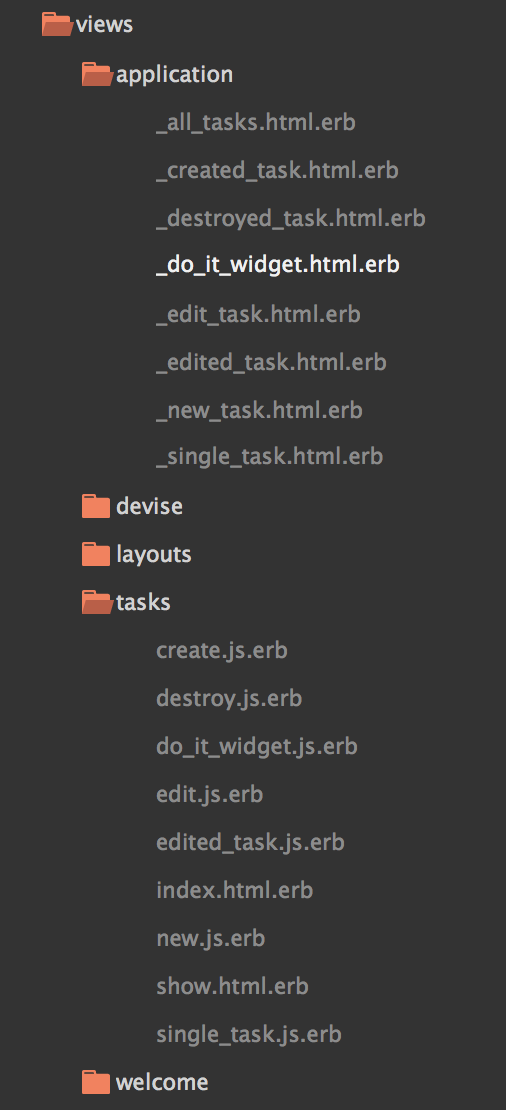 views
application
_all_tasks.html.erb
_created_task.html.erb
_destroyed_task.html.erb
_do_it_widget.html.erb
_edit_task.html.erb
_edited_task.html.erb
_new_task.html.erb
_single_task.html.erb
devise
layouts
tasks
create.js.erb
destroy.js.erb
do_it_widget.js.erb
edit.js.erb
edited_task.js.erb
index.html.erb
new.js.erb
show.html.erb
single_task.js.erb
welcome